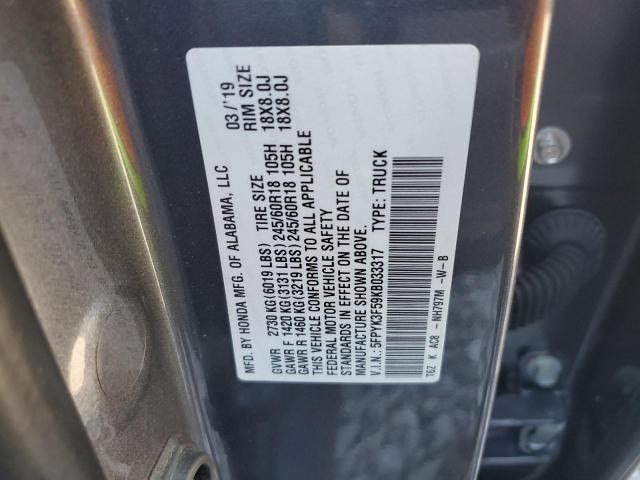 MFD. BY HONDA MFG. OF ALABAMA, LLC 03/'19
TIRE SIZE RIM SIZE
GVWR 2730 KG(6019 LBS)
GAWR F 1420 KG(3131 LBS) 245/60R18 105H 18X8.0J
GAWR R 1460 KG(3219 LBS) 245/60R18 105H 18X8.0J
THIS VEHICLE CONFORMS TO ALL APPLICABLE
FEDERAL MOTOR VEHICLE SAFETY
STANDARDS IN EFFECT ON THE DATE OF
MANUFACTURE SHOWN ABOVE.
V.I.N.: 5FPYK3F59KB033317 TYPE: TRUCK
T6Z K AC8 -NH797M -W-B